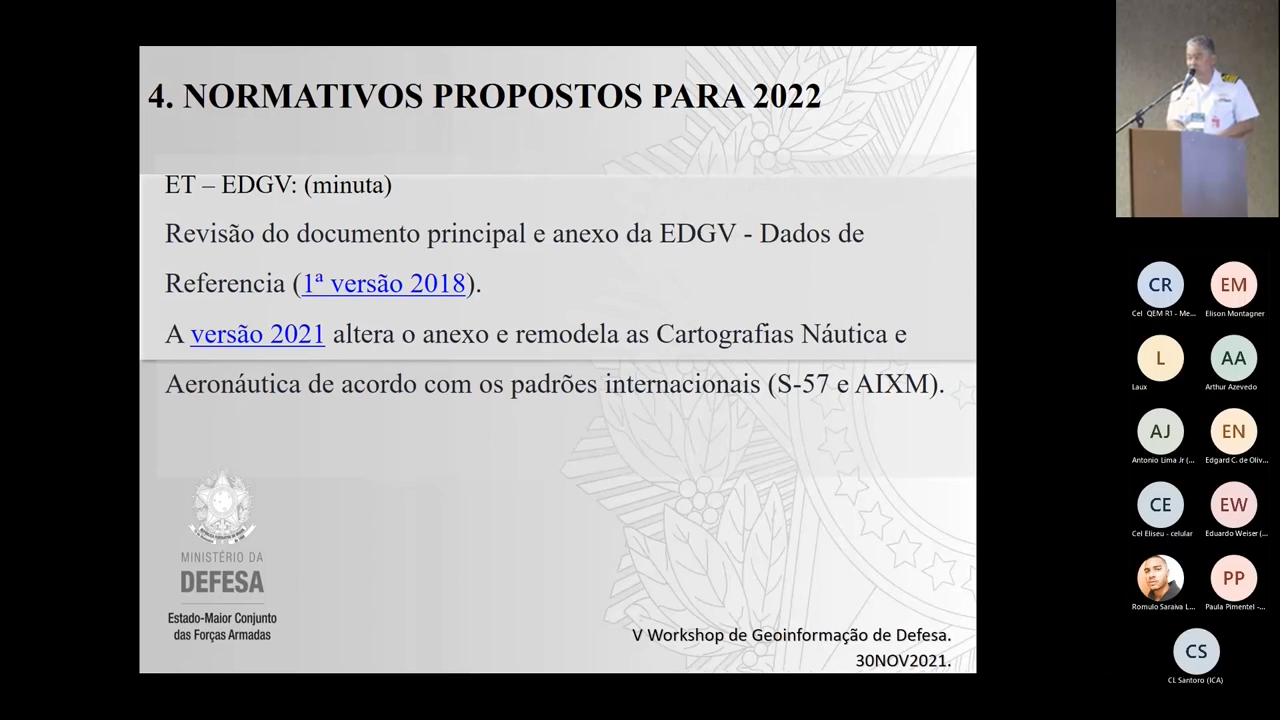 4. NORMATIVOS PROPOSTOS PARA 2022
ET – EDGV: (minuta)
Revisão do documento principal e anexo da EDGV - Dados de
Referencia (1ª versão 2018).
A versão 2021 altera o anexo e remodela as Cartografias Náutica e
Aeronáutica de acordo com os padrões internacionais (S-57 e AIXM).
MINISTÉRIO DA
DEFESA
Estado-Maior Conjunto
das Forças Armadas
V Workshop de Geoinformação de Defesa.
30NOV2021.
CR
EM
Cel QEM R1 - Me...
Elison Montagner
L
AA
Laux
Arthur Azevedo
AJ
EN
Antonio Lima Jr (...
Edgard C. de Oliv...
CE
EW
Cel Eliseu - celular
Eduardo Weiser (...
PP
Romulo Saraiva L...
Paula Pimentel -...
CS
CL Santoro (ICA)